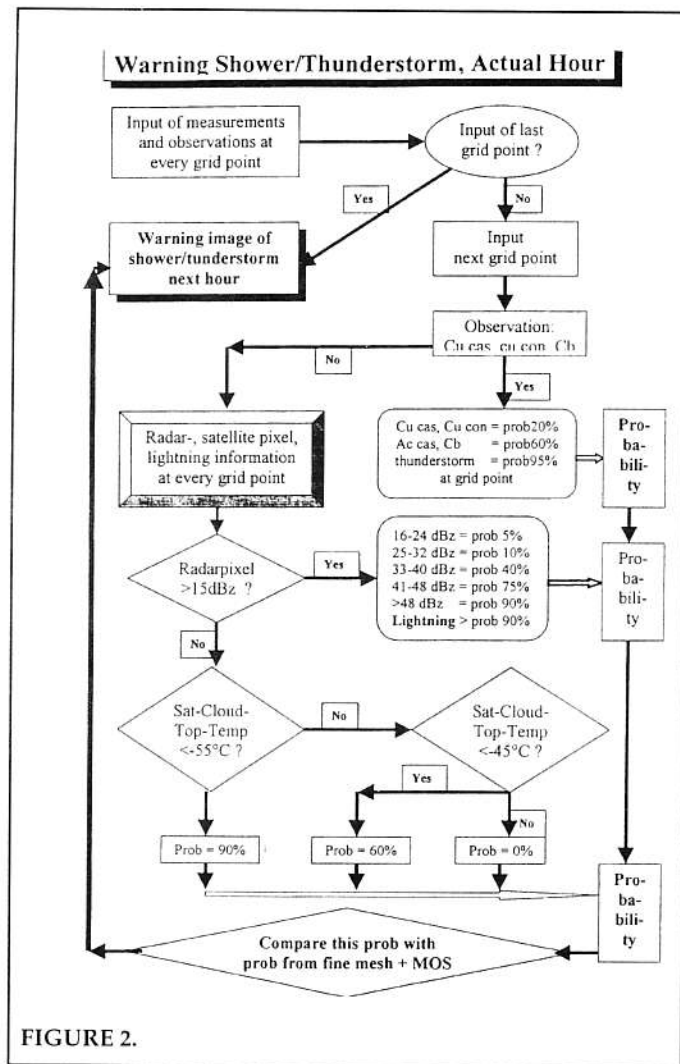 Warning Shower/Thunderstorm, Actual Hour
Input of measurements
and observations at
every grid point
Input of last
grid point ?
Yes
No
Warning image of
shower/tunderstorm
next hour
Input
next grid point
Observation:
Cu cas, cu con, Cb
No
Yes
Radar-, satellite pixel,
lightning information
at every grid point
Cu cas, Cu con = prob20%
Ac cas, Cb = prob60%
thunderstorm = prob95%
at grid point
Pro-
ba-
bili-
ty
Radarpixel
>15dBz ?
Yes
16-24 dBz = prob 5%
25-32 dBz = prob 10%
33-40 dBz = prob 40%
41-48 dBz = prob 75%
>48 dBz = prob 90%
Lightning > prob 90%
Pro-
ba-
bili-
ty
No
Sat-Cloud-
Top-Temp
<-55°C ?
No
Sat-Cloud-
Top-Temp
<-45°C ?
Yes
No
Prob = 90%
Prob = 60%
Prob = 0%
Pro-
ba-
bili-
ty
Compare this prob with
prob from fine mesh + MOS
FIGURE 2.